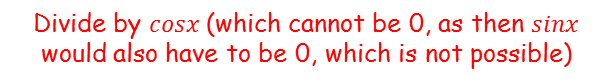 Divide by cosx (which cannot be 0, as then sinx
would also have to be 0, which is not possible)